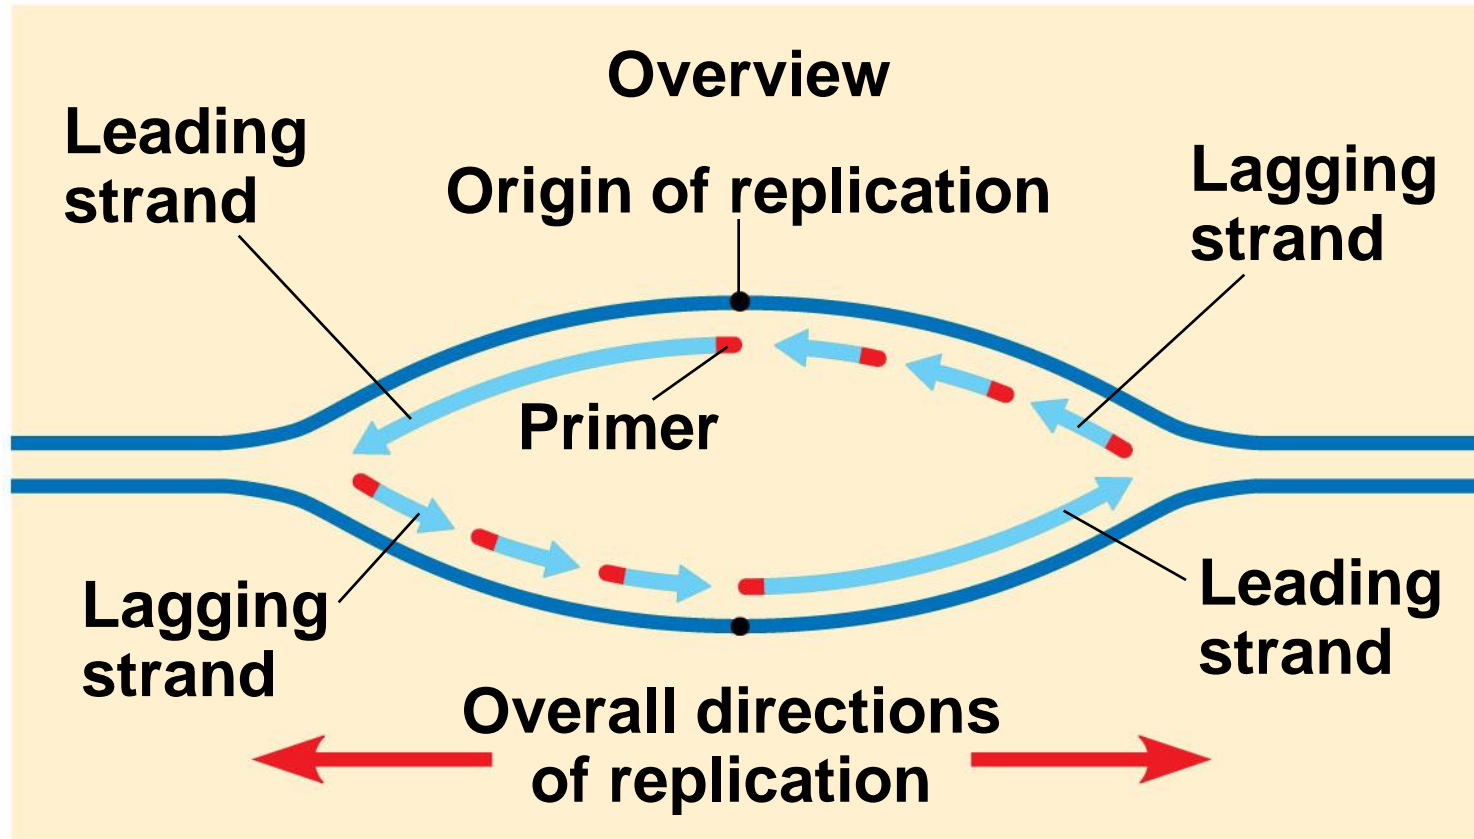 Overview
Leading
strand
Origin of replication
Lagging
strand
Primer
Lagging
strand
Leading
strand
Overall directions
of replication